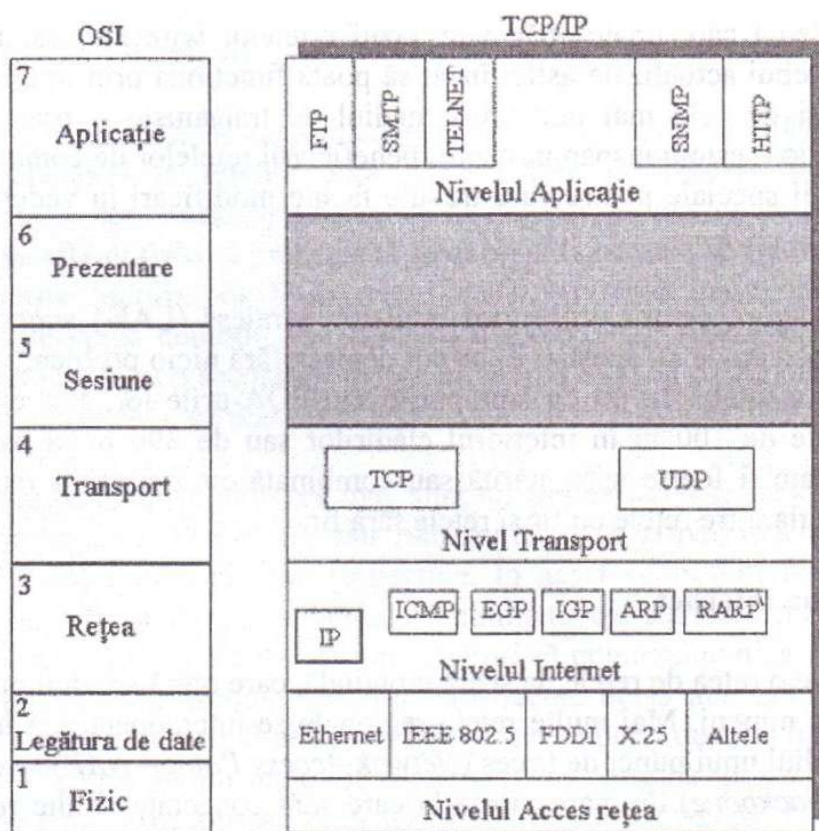 OSI
TCP/IP
7
Aplicaţie
FTP
SMTP
TELNET
SNMP
HTTP
Nivelul Aplicaţie
6
Prezentare
5
Sesiune
4
Transport
TCP
UDP
Nivel Transport
3
Reţea
IP
ICMP
EGP
IGP
ARP
RARP
Nivelul Internet
2
Legătura de date
Ethernet
IEEE 802.5
FDDI
X.25
Altele
1
Fizic
Nivelul Acces reţea